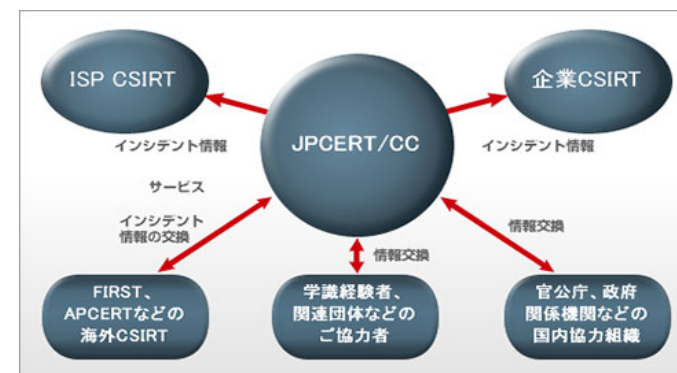 ISP CSIRT
企業CSIRT
JPCERT/CC
インシデント情報
インシデント情報
サービス
インシデント
情報の交換
情報交換
情報交換
FIRST、
APCERTなどの
海外CSIRT
学識経験者、
関連団体などの
ご協力者
官公庁、政府
関係機関などの
国内協力組織